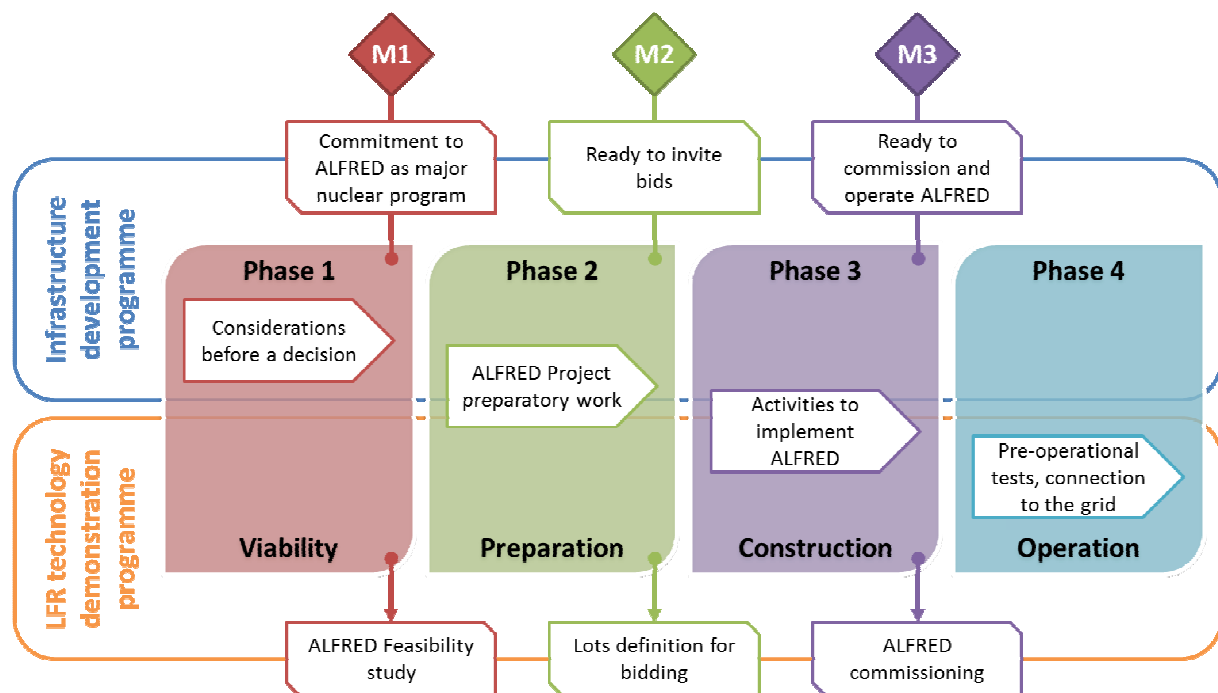 M1
M2
M3
Commitment to
ALFRED as major
nuclear program
Ready to invite
bids
Ready to
commission and
operate ALFRED
Infrastructure
development
programme
Phase 1
Phase 2
Phase 3
Phase 4
Considerations
before a decision
ALFRED Project
preparatory work
Activities to
implement
ALFRED
Pre-operational
tests, connection
to the grid
LFR technology
demonstration
programme
Viability
Preparation
Construction
Operation
ALFRED Feasibility
study
Lots definition for
bidding
ALFRED
commissioning